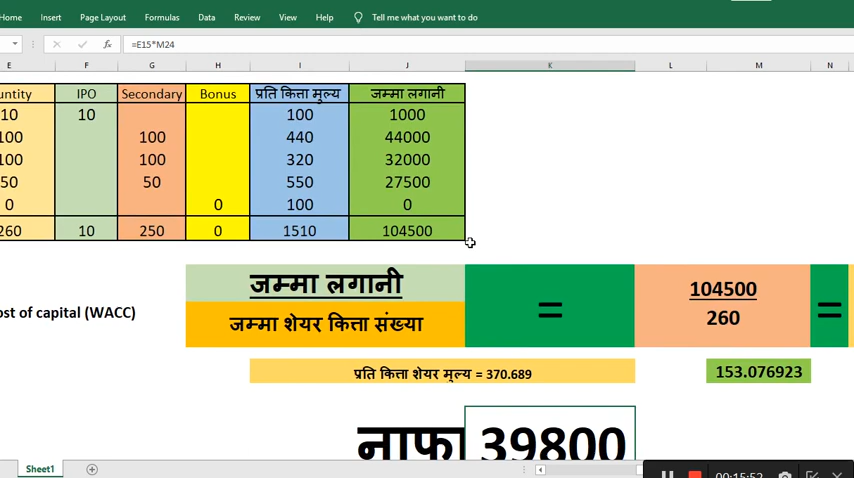 Home Insert Page Layout Formulas Data Review View Help Tell me what you want to do
fx =E15*M24
E F G H I J K L M N
untity IPO Secondary Bonus प्रति कित्ता मूल्य जम्मा लगानी
10 10 100 1000
100 100 440 44000
100 100 320 32000
50 50 550 27500
0 0 100 0
260 10 250 0 1510 104500
ost of capital (WACC)
जम्मा लगानी
जम्मा शेयर कित्ता संख्या
=
104500
260
=
प्रति कित्ता शेयर मूल्य = 370.689 153.076923
नाफा 39800
Sheet1
00:15:52